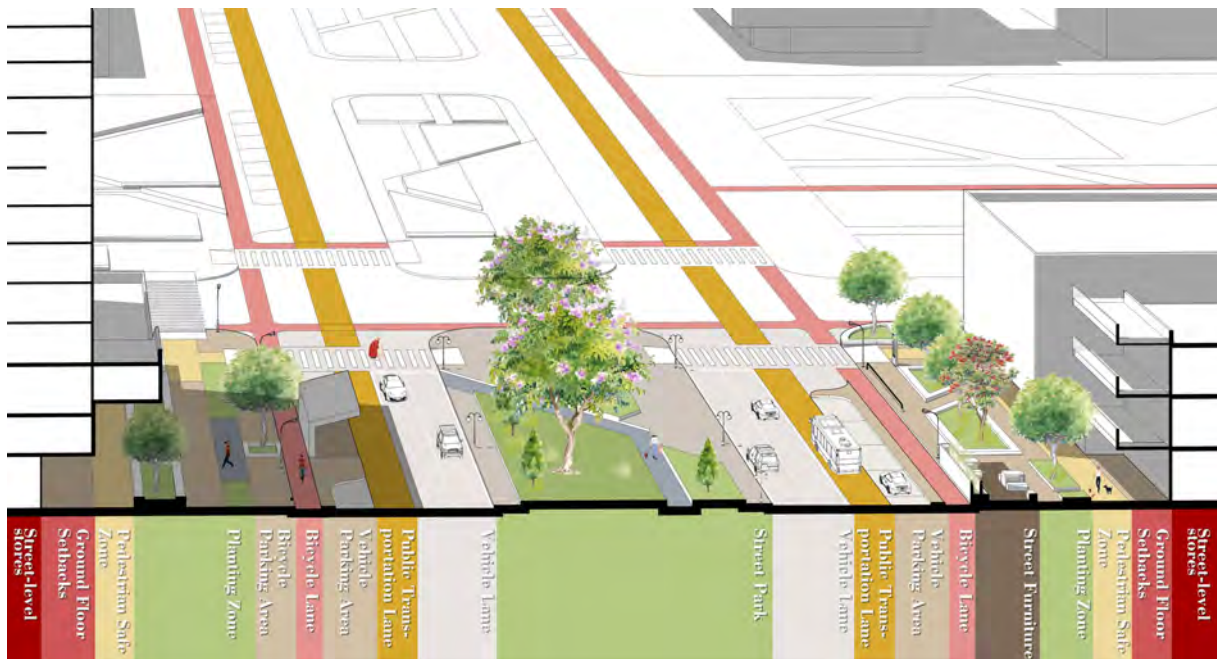 Street-level
stores
Ground Floor
Setbacks
Pedestrian Safe
Zone
Planting Zone
Bicycle
Parking Area
Bicycle Lane
Vehicle
Parking Area
Public Trans-
portation Lane
Vehicle Lane
Street Park
Vehicle Lane
Public Trans-
portation Lane
Vehicle
Parking Area
Bicycle Lane
Street Furniture
Planting Zone
Pedestrian Safe
Zone
Ground Floor
Setbacks
Street-level
stores